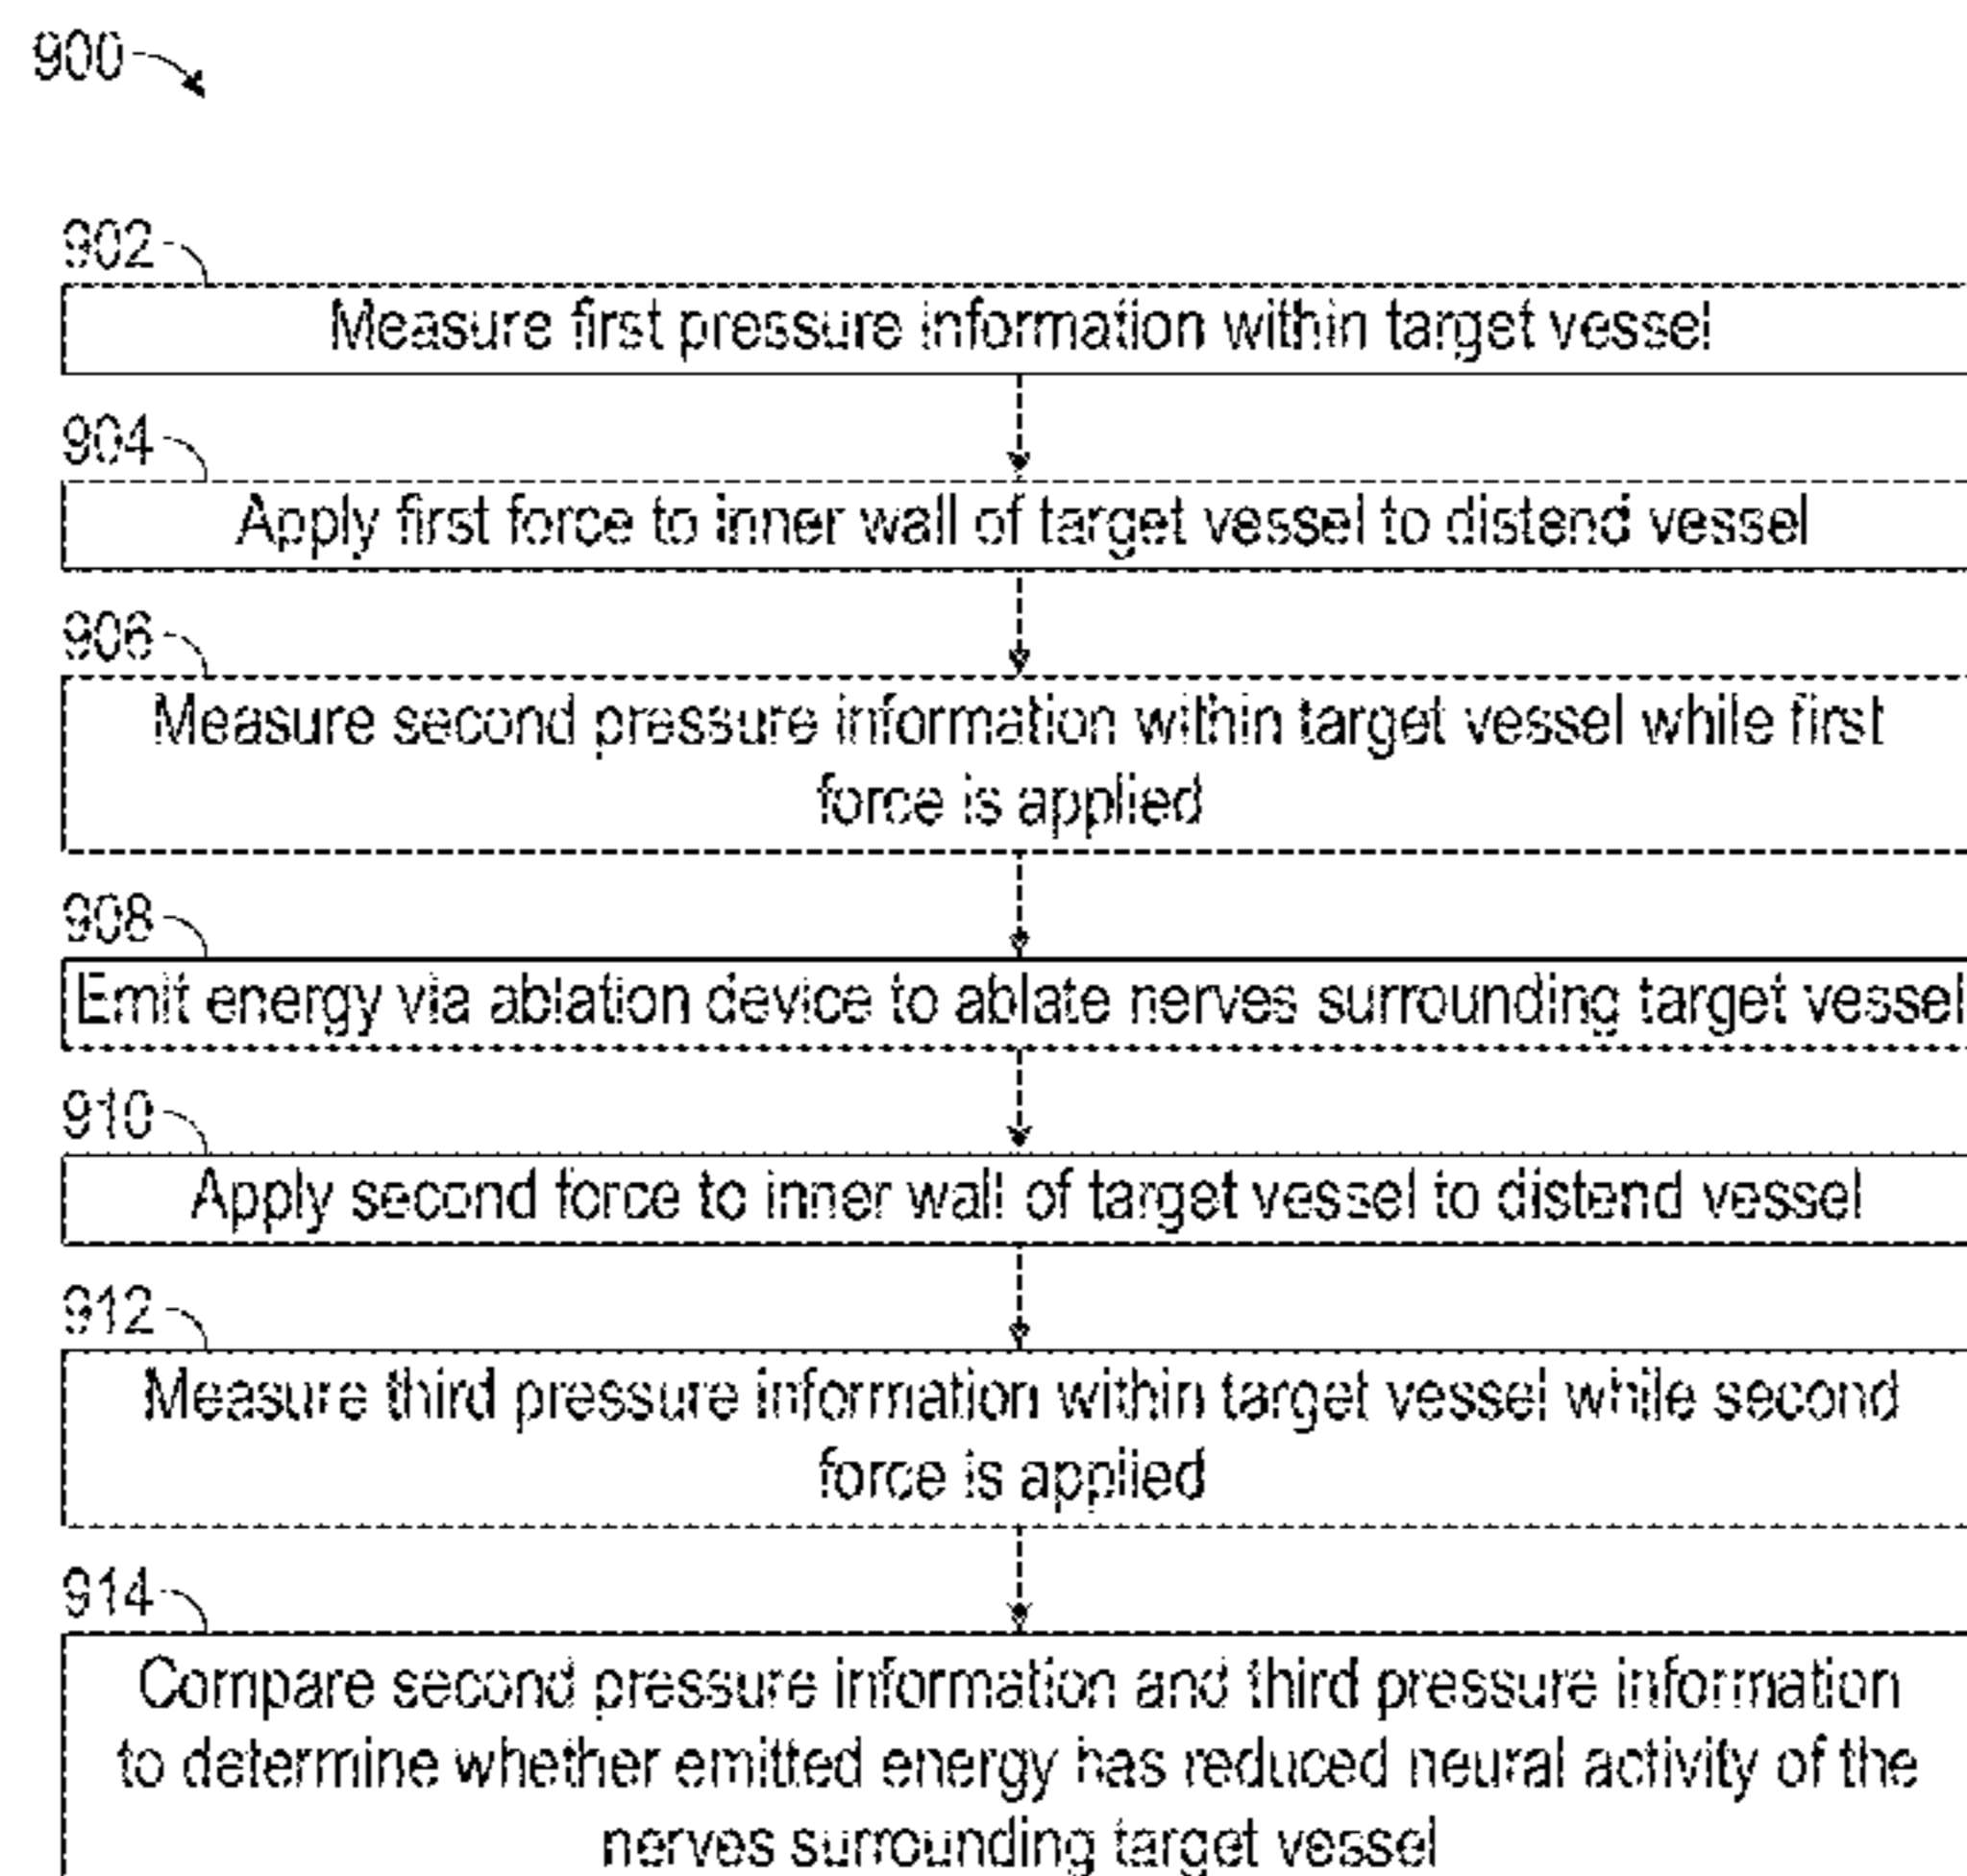 900
902
Measure first pressure information within target vessel
904
Apply first force to inner wall of target vessel to distend vessel
906
Measure second pressure information within target vessel while first
force is applied
908
Emit energy via ablation device to ablate nerves surrounding target vessel
910
Apply second force to inner wall of target vessel to distend vessel
912
Measure third pressure information within target vessel while second
force is applied
914
Compare second pressure information and third pressure information
to determine whether emitted energy has reduced neural activity of the
nerves surrounding target vessel